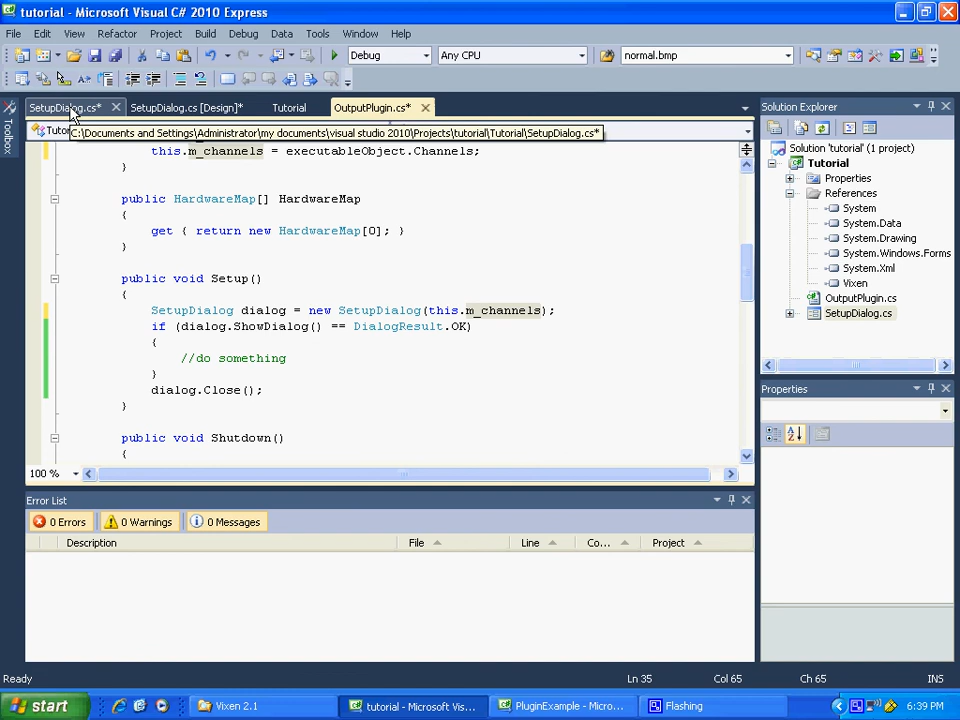 tutorial - Microsoft Visual C# 2010 Express
File Edit View Refactor Project Build Debug Data Tools Window Help
Debug Any CPU normal.bmp
SetupDialog.cs* SetupDialog.cs [Design]* Tutorial OutputPlugin.cs*
C:\Documents and Settings\Administrator\my documents\visual studio 2010\Projects\tutorial\Tutorial\SetupDialog.cs*
this.m_channels = executableObject.Channels;
}
public HardwareMap[] HardwareMap
{
get { return new HardwareMap[0]; }
}
public void Setup()
{
SetupDialog dialog = new SetupDialog(this.m_channels);
if (dialog.ShowDialog() == DialogResult.OK)
{
//do something
}
dialog.Close();
}
public void Shutdown()
{
100 %
Toolbox
Solution Explorer
Solution 'tutorial' (1 project)
Tutorial
Properties
References
System
System.Data
System.Drawing
System.Windows.Forms
System.Xml
Vixen
OutputPlugin.cs
SetupDialog.cs
Properties
Error List
0 Errors 0 Warnings 0 Messages
Description File Line Co... Project
Ready Ln 35 Col 65 Ch 65 INS
start Vixen 2.1 tutorial - Microsoft Vis... PluginExample - Micro... Flashing 6:39 PM